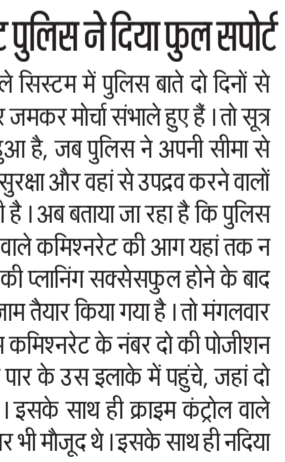 पुलिस ने दिया फुल सपोर्ट
ले सिस्टम में पुलिस बाते दो दिनों से
जमकर मोर्चा संभाले हुए हैं । तो सूत्र
हुआ है, जब पुलिस ने अपनी सीमा से
सुरक्षा और वहां से उपद्रव करने वालों
है । अब बताया जा रहा है कि पुलिस
वाले कमिश्नरेट की आग यहां तक न
की प्लानिंग सक्सेसफुल होने के बाद
जाम तैयार किया गया है । तो मंगलवार
कमिश्नरेट के नंबर दो की पोजीशन
पार के उस इलाके में पहुंचे, जहां दो
। इसके साथ ही क्राइम कंट्रोल वाले
र भी मौजूद थे । इसके साथ ही नदिया